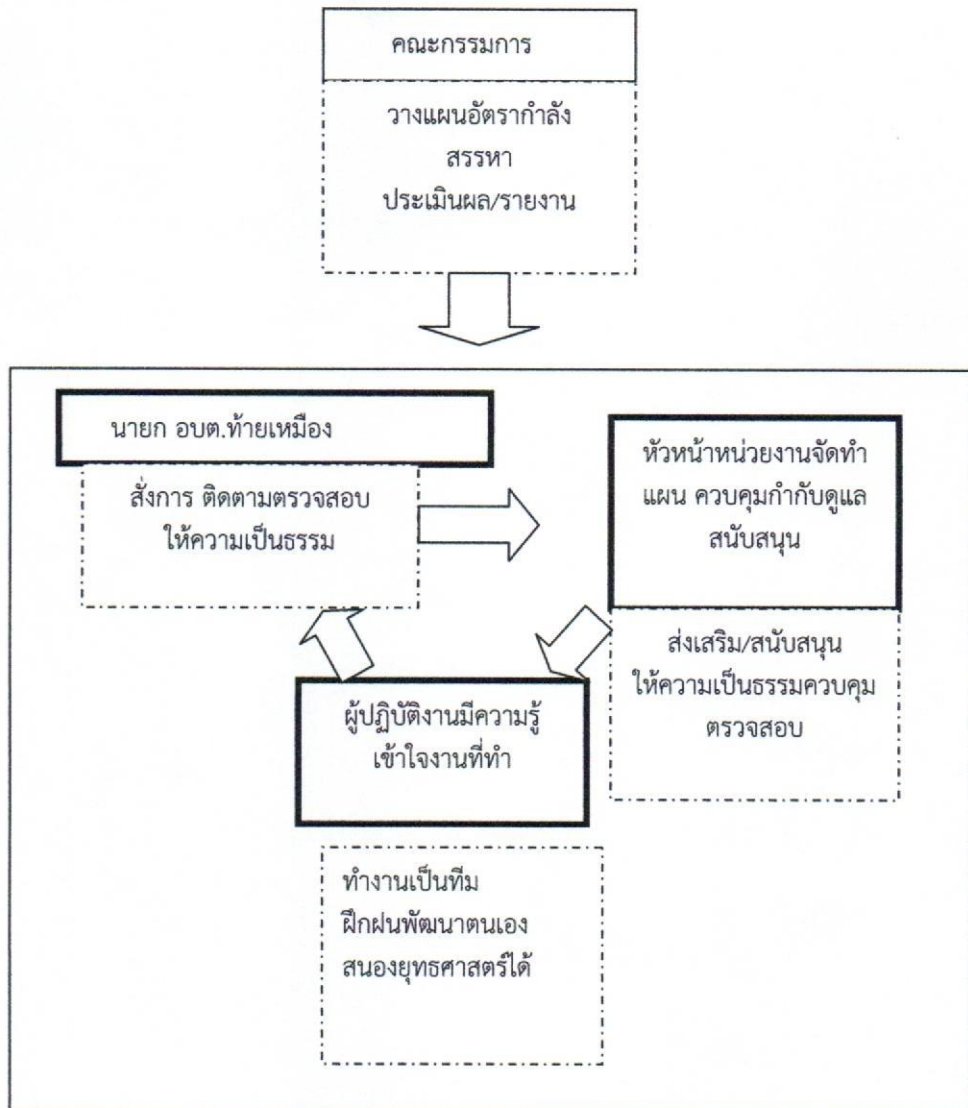 คณะกรรมการ
วางแผนอัตรากำลัง
สรรหา
ประเมินผล/รายงาน
นายก อบต.ท้ายเหมือง
สั่งการ ติดตามตรวจสอบ
ให้ความเป็นธรรม
หัวหน้าหน่วยงานจัดทำ
แผน ควบคุมกำกับดูแล
สนับสนุน
ส่งเสริม/สนับสนุน
ให้ความเป็นธรรมควบคุม
ตรวจสอบ
ผู้ปฏิบัติงานมีความรู้
เข้าใจงานที่ทำ
ทำงานเป็นทีม
ฝึกฝนพัฒนาตนเอง
สนองยุทธศาสตร์ได้